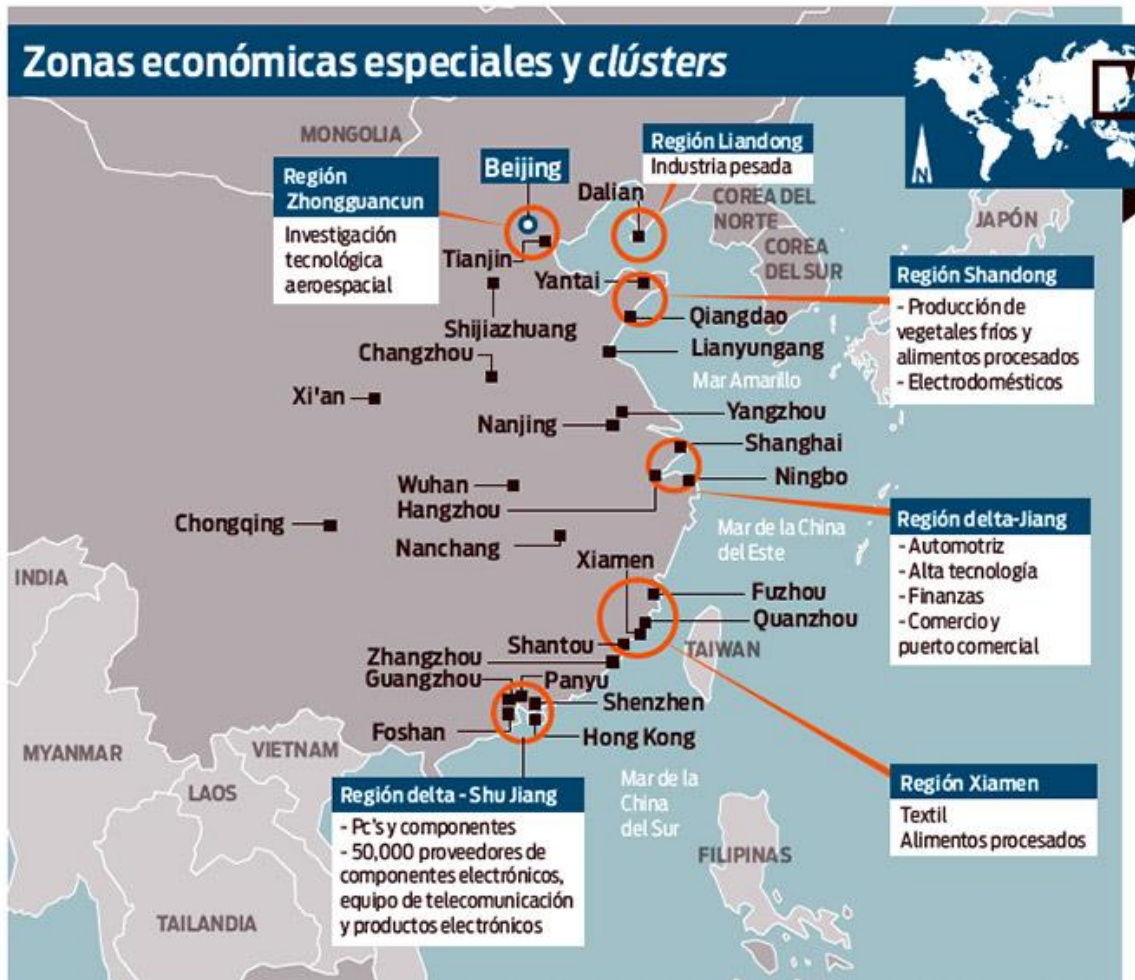 Zonas económicas especiales y clústers
N
MONGOLIA
Región
Zhongguancun
Investigación
tecnológica
aeroespacial
Beijing
Región Liandong
Industria pesada
Dalian
COREA DEL
NORTE
COREA
DEL SUR
JAPÓN
Tianjin
Yantai
Shijiazhuang
Qiangdao
Changzhou
Lianyungang
Región Shandong
- Producción de
vegetales fríos y
alimentos procesados
- Electrodomésticos
Mar Amarillo
Xi'an
Yangzhou
Nanjing
Shanghai
Wuhan
Ningbo
Hangzhou
Chongqing
Nanchang
Mar de la China
del Este
Región delta-Jiang
- Automotriz
- Alta tecnología
- Finanzas
- Comercio y
puerto comercial
Xiamen
INDIA
Fuzhou
Quanzhou
Shantou
TAIWAN
Zhangzhou
Guangzhou
Panyu
Shenzhen
Foshan
Hong Kong
MYANMAR
VIETNAM
LAOS
TAILANDIA
Región delta - Shu Jiang
- Pc's y componentes
- 50,000 proveedores de
componentes electrónicos,
equipo de telecomunicación
y productos electrónicos
Mar de la
China
del Sur
FILIPINAS
Región Xiamen
Textil
Alimentos procesados